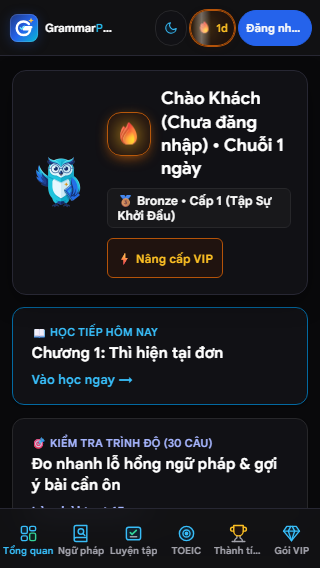 GrammarP...
1d
Đăng nh...
Chào Khách
(Chưa đăng
nhập) • Chuỗi 1
ngày
Bronze • Cấp 1 (Tập Sự
Khởi Đầu)
Nâng cấp VIP
HỌC TIẾP HÔM NAY
Chương 1: Thì hiện tại đơn
Vào học ngay →
KIỂM TRA TRÌNH ĐỘ (30 CÂU)
Đo nhanh lỗ hổng ngữ pháp & gợi
ý bài cần ôn
Tổng quan Ngữ pháp Luyện tập TOEIC Thành tí... Gói VIP